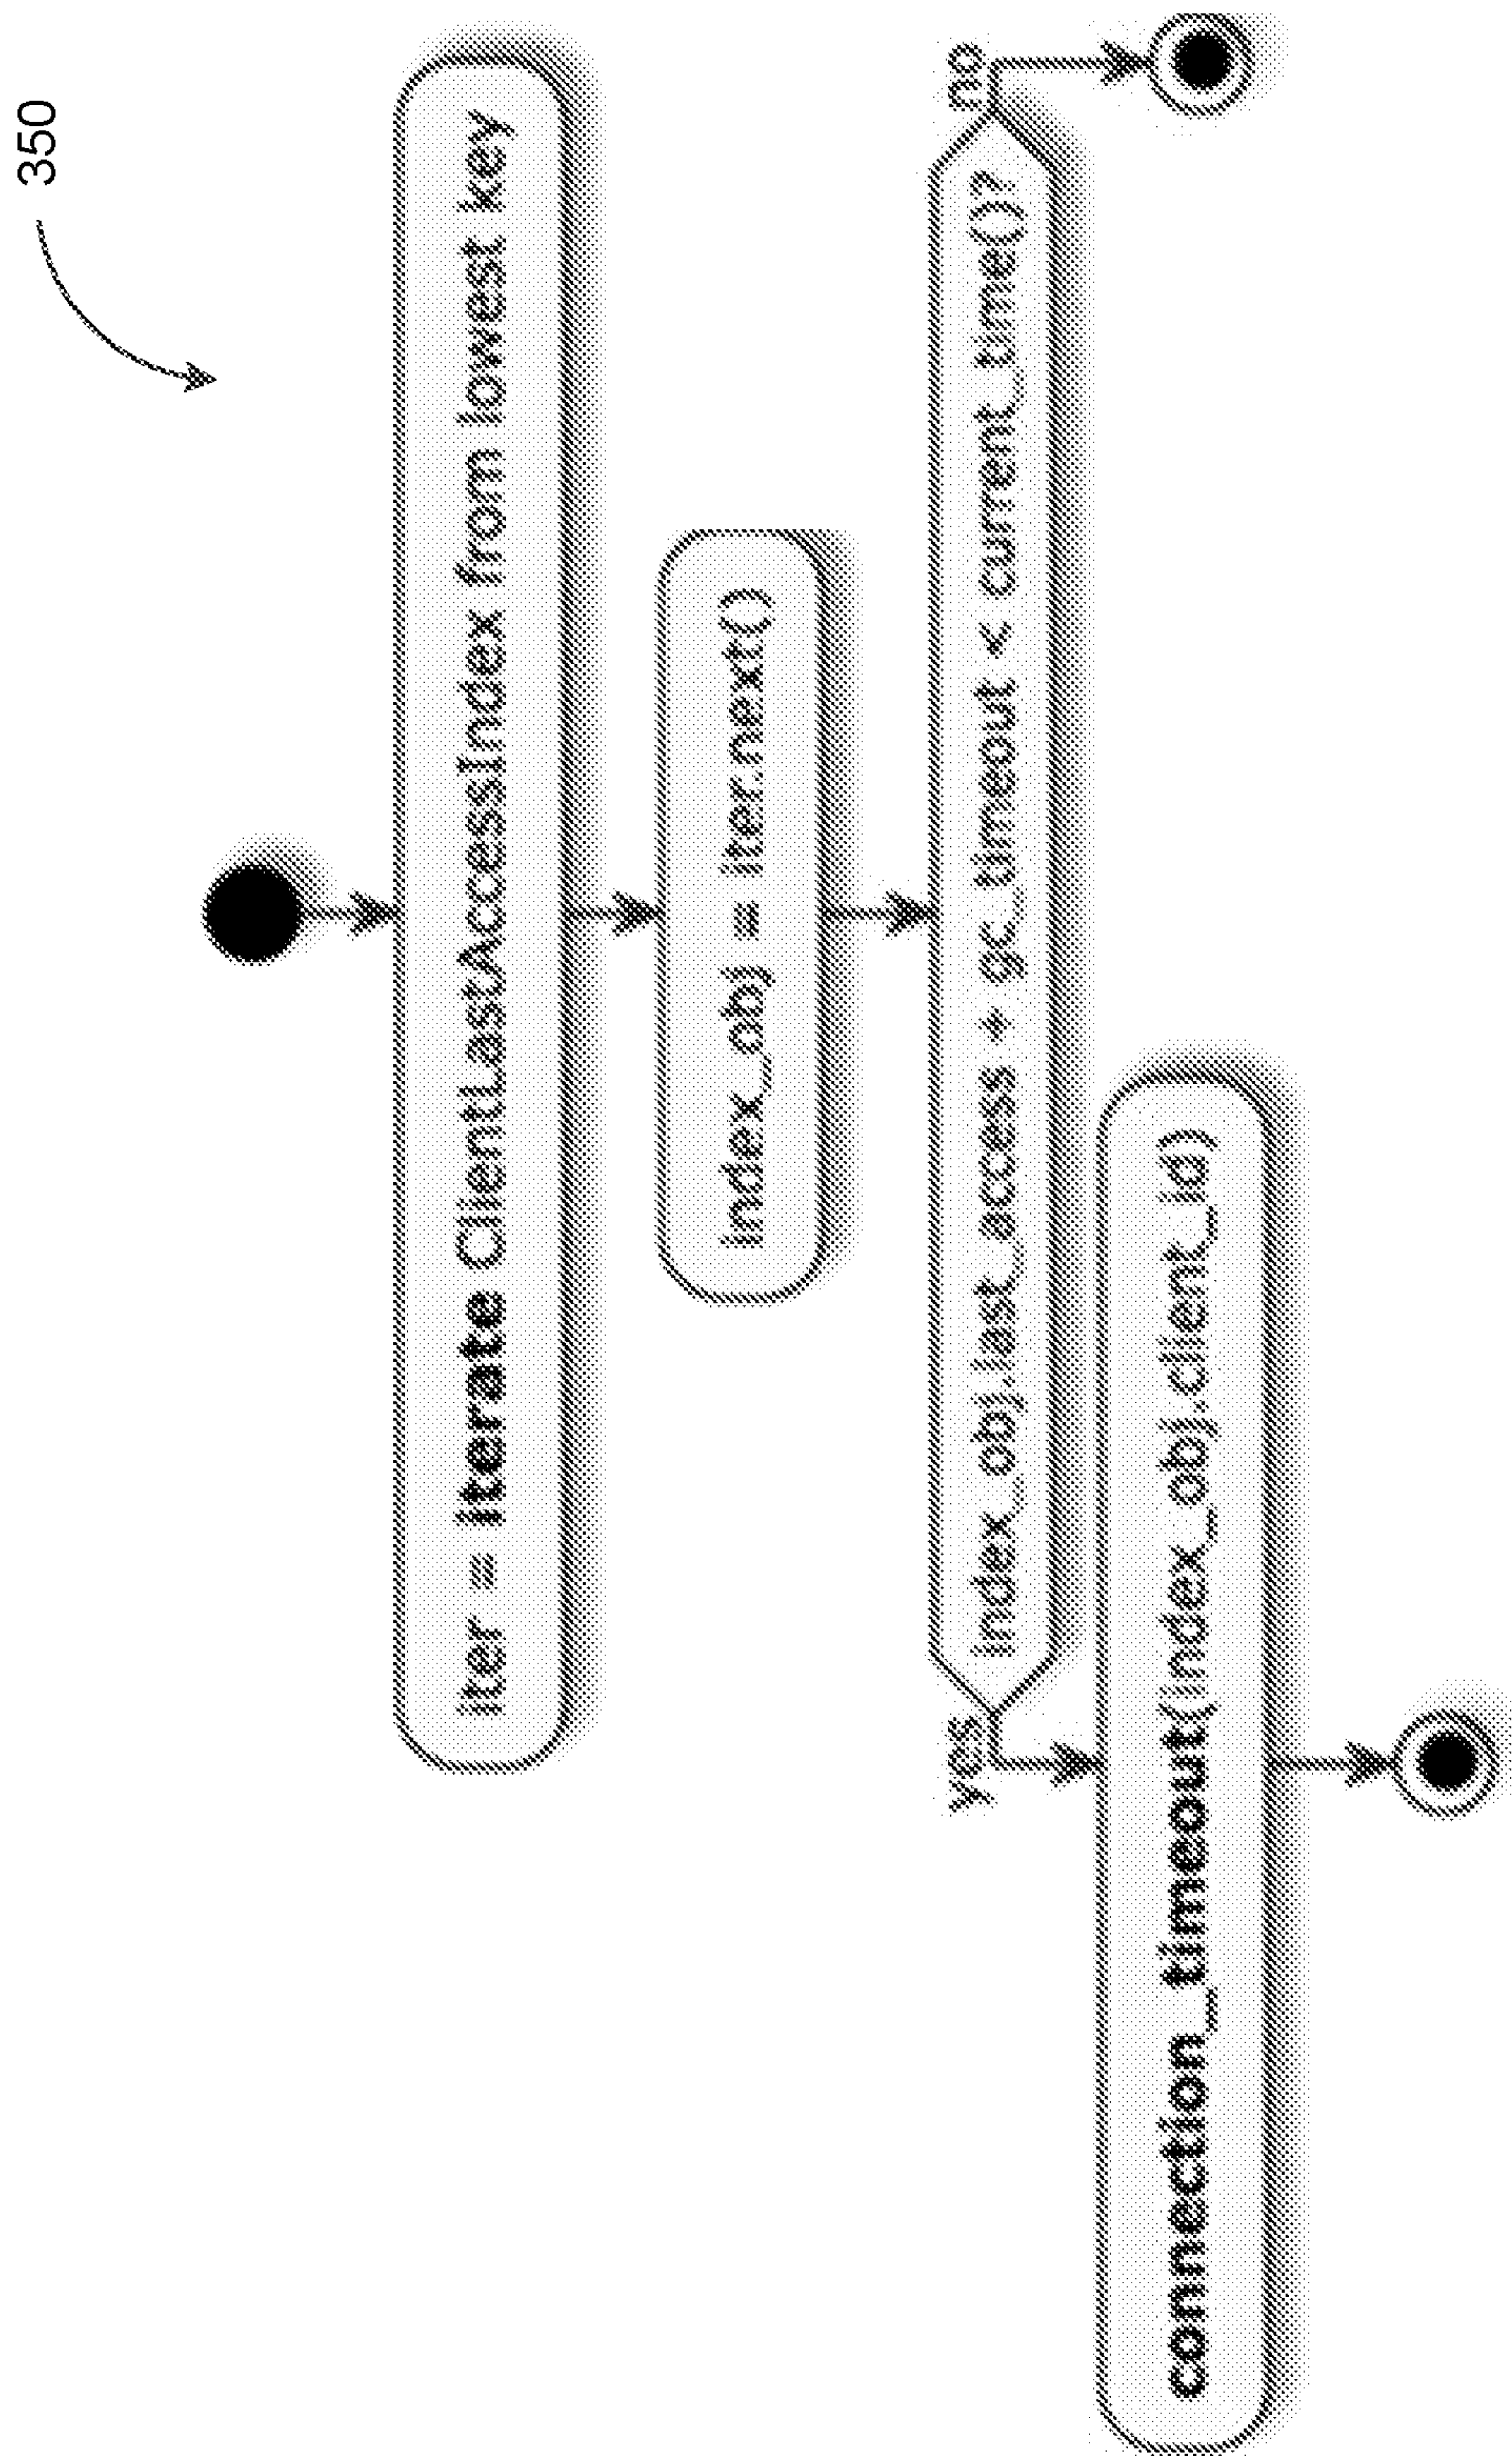 350
iter = iterate ClientLastAccessIndex from lowest key
index_obj = iter.next()
index_obj.last_access + gc_timeout < current_time()?
yes
no
connection_timeout(index_obj.client_id)